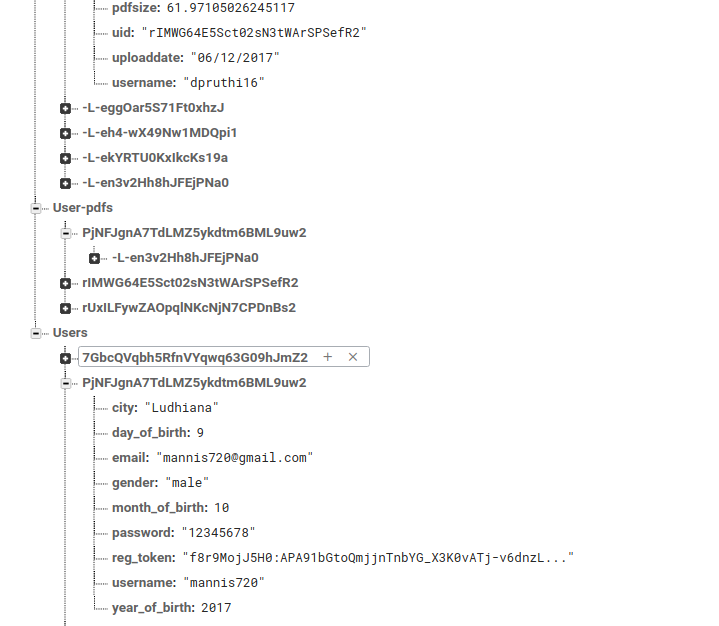 pdfsize: 61.97105026245117
uid: "rIMWG64E5Sct02sN3tWArSPSefR2"
uploaddate: "06/12/2017"
username: "dpruthi16"
-L-eggOar5S71Ft0xhzJ
-L-eh4-wX49Nw1MDQpi1
-L-ekYRTU0KxIkcKs19a
-L-en3v2Hh8hJFEjPNa0
User-pdfs
PjNFJgnA7TdLMZ5ykdtm6BML9uw2
-L-en3v2Hh8hJFEjPNa0
rIMWG64E5Sct02sN3tWArSPSefR2
rUxILFywZAOpqlNKcNjN7CPDnBs2
Users
7GbcQVqbh5RfnVYqwq63G09hJmZ2
PjNFJgnA7TdLMZ5ykdtm6BML9uw2
city: "Ludhiana"
day_of_birth: 9
email: "mannis720@gmail.com"
gender: "male"
month_of_birth: 10
password: "12345678"
reg_token: "f8r9MojJ5H0:APA91bGtoQmjjnTnbYG_X3K0vATj-v6dnzL..."
username: "mannis720"
year_of_birth: 2017